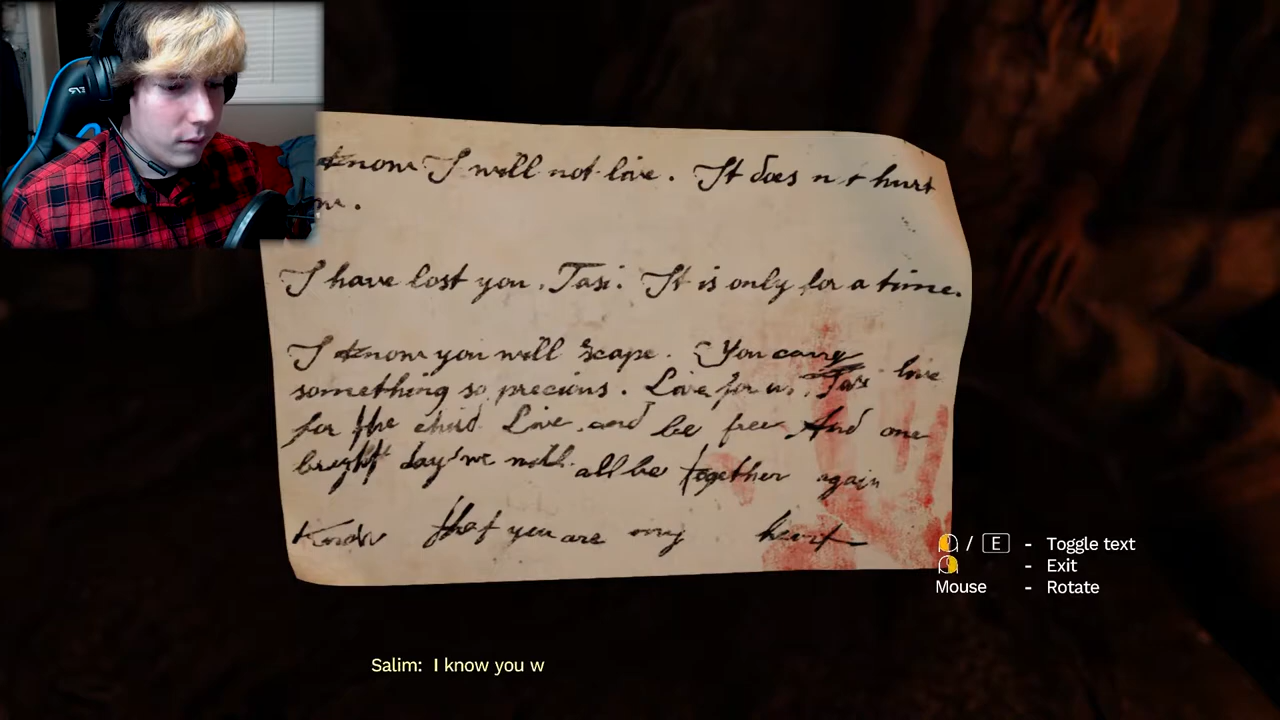 know I will not live. It does n t hurt
I have lost you, Tasi. It is only for a time.
I know you will scape. You carry
something so precious. Live for us, Tasi live
for the child Live and be free And one
bright day we will all be together again
Know that you are my heart
/ E - Toggle text
- Exit
Mouse - Rotate
Salim: I know you w